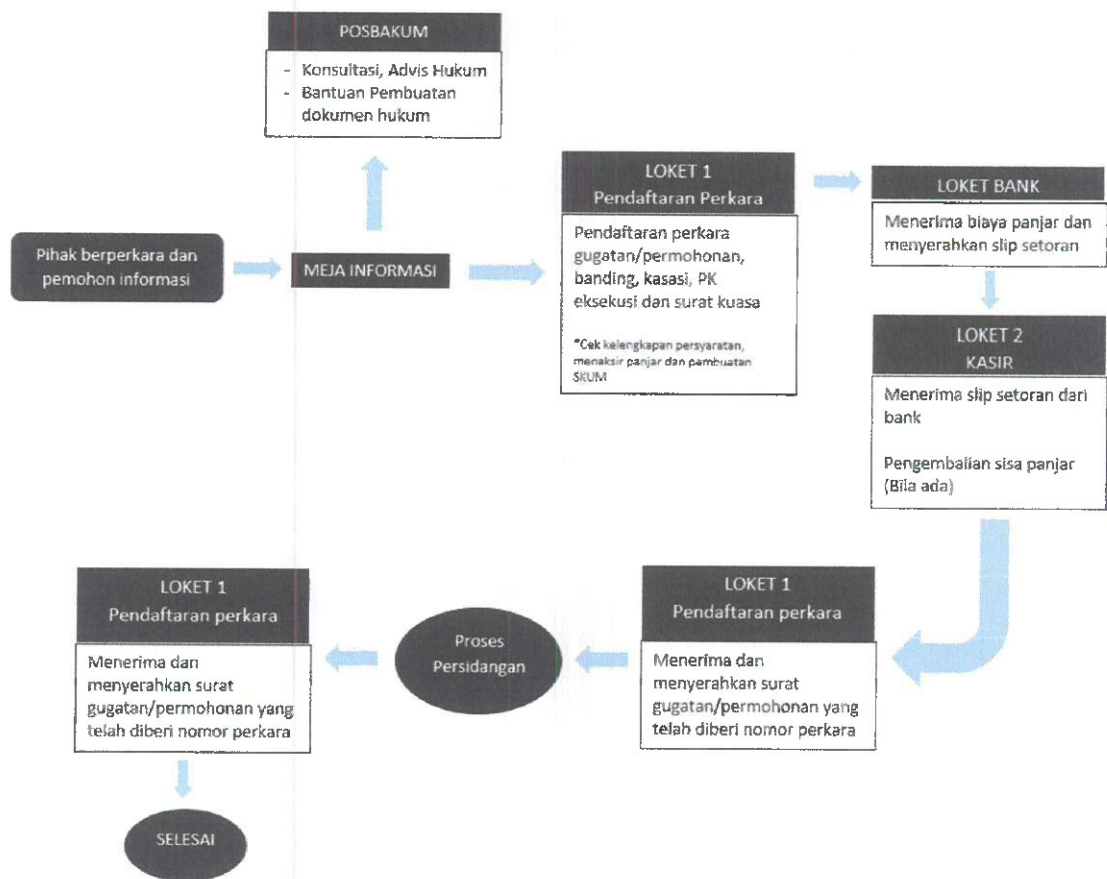 POSBAKUM
- Konsultasi, Advis Hukum
- Bantuan Pembuatan
dokumen hukum
Pihak berperkara dan
pemohon informasi
MEJA INFORMASI
LOKET 1
Pendaftaran Perkara
Pendaftaran perkara
gugatan/permohonan,
banding, kasasi, PK
eksekusi dan surat kuasa
*Cek kelengkapan persyaratan,
menaksir panjar dan pambuatan
SKUM
LOKET BANK
Menerima biaya panjar dan
menyerahkan slip setoran
LOKET 2
KASIR
Menerima slip setoran dari
bank
Pengembalian sisa panjar
(Bila ada)
LOKET 1
Pendaftaran perkara
Menerima dan
menyerahkan surat
gugatan/permohonan yang
telah diberi nomor perkara
Proses
Persidangan
LOKET 1
Pendaftaran perkara
Menerima dan
menyerahkan surat
gugatan/permohonan yang
telah diberi nomor perkara
SELESAI